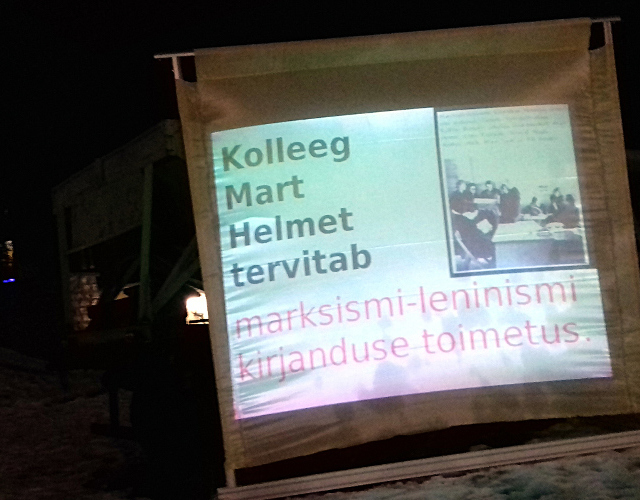 Kolleeg
Mart
Helmet
tervitab
marksismi-leninismi
kirjanduse toimetus.